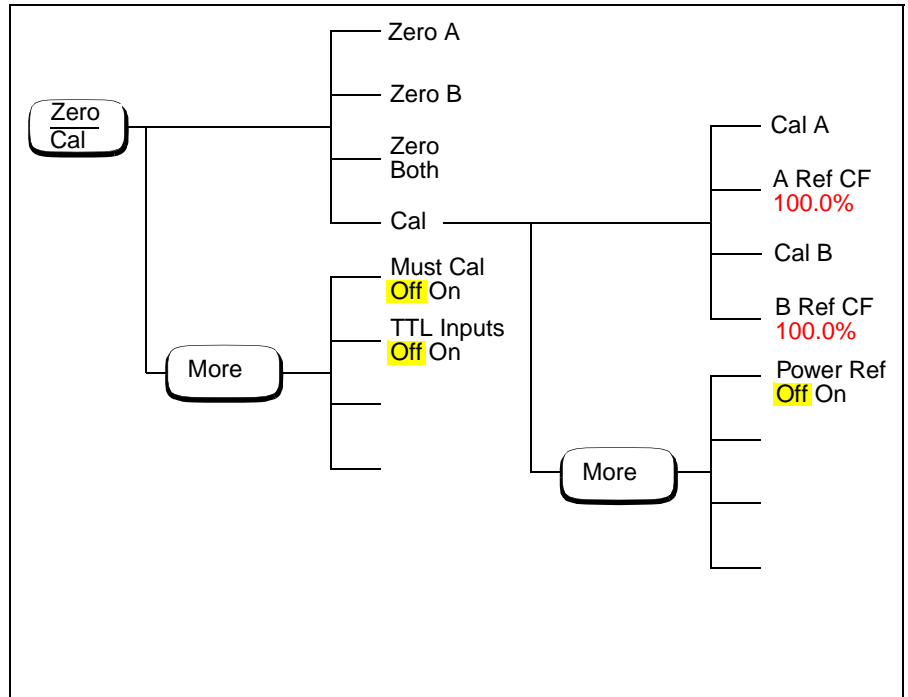 Zero
Cal
Zero A
Zero B
Zero
Both
Cal
Must Cal
Off On
TTL Inputs
Off On
More
Cal A
A Ref CF
100.0%
Cal B
B Ref CF
100.0%
Power Ref
Off On
More